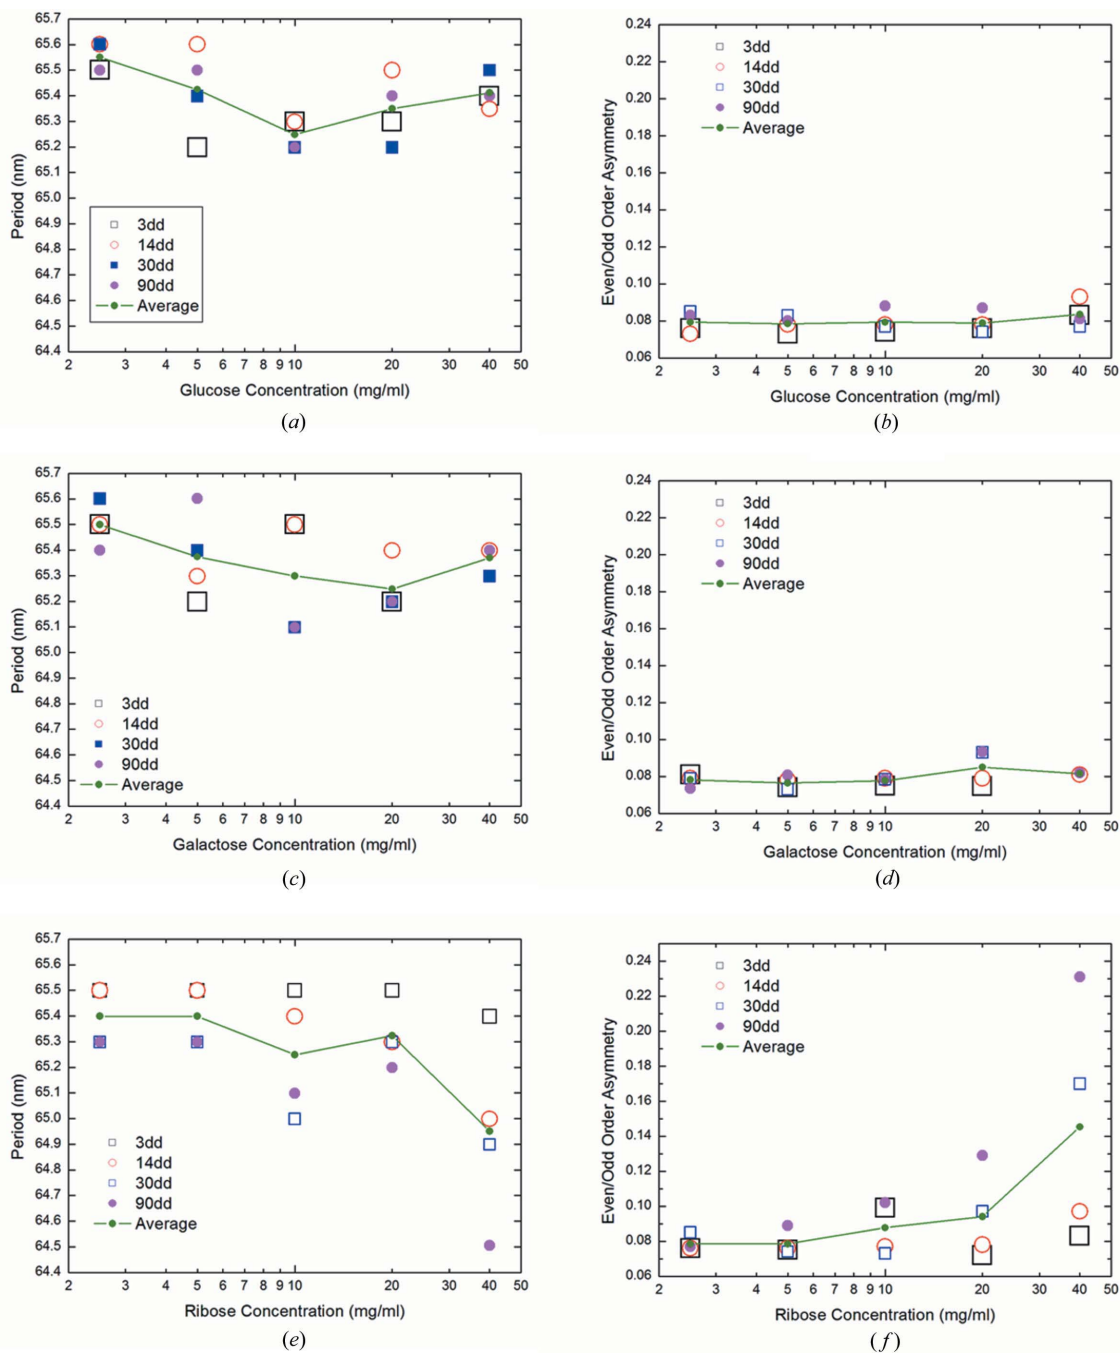 65.7
65.6
65.5
65.4
65.3
65.2
65.1
65.0
64.9
64.8
64.7
64.6
64.5
64.4
Period (nm)
3dd
14dd
30dd
90dd
Average
2 3 4 5 6 7 8 9 10 20 30 40 50
Glucose Concentration (mg/ml)
(a)
0.24
0.22
0.20
0.18
0.16
0.14
0.12
0.10
0.08
0.06
Even/Odd Order Asymmetry
3dd
14dd
30dd
90dd
Average
2 3 4 5 6 7 8 9 10 20 30 40 50
Glucose Concentration (mg/ml)
(b)
65.7
65.6
65.5
65.4
65.3
65.2
65.1
65.0
64.9
64.8
64.7
64.6
64.5
64.4
Period (nm)
3dd
14dd
30dd
90dd
Average
2 3 4 5 6 7 8 9 10 20 30 40 50
Galactose Concentration (mg/ml)
(c)
0.24
0.22
0.20
0.18
0.16
0.14
0.12
0.10
0.08
0.06
Even/Odd Order Asymmetry
3dd
14dd
30dd
90dd
Average
2 3 4 5 6 7 8 9 10 20 30 40 50
Galactose Concentration (mg/ml)
(d)
65.7
65.6
65.5
65.4
65.3
65.2
65.1
65.0
64.9
64.8
64.7
64.6
64.5
64.4
Period (nm)
3dd
14dd
30dd
90dd
Average
2 3 4 5 6 7 8 9 10 20 30 40 50
Ribose Concentration (mg/ml)
(e)
0.24
0.22
0.20
0.18
0.16
0.14
0.12
0.10
0.08
0.06
Even/Odd Order Asymmetry
3dd
14dd
30dd
90dd
Average
2 3 4 5 6 7 8 9 10 20 30 40 50
Ribose Concentration (mg/ml)
(f)